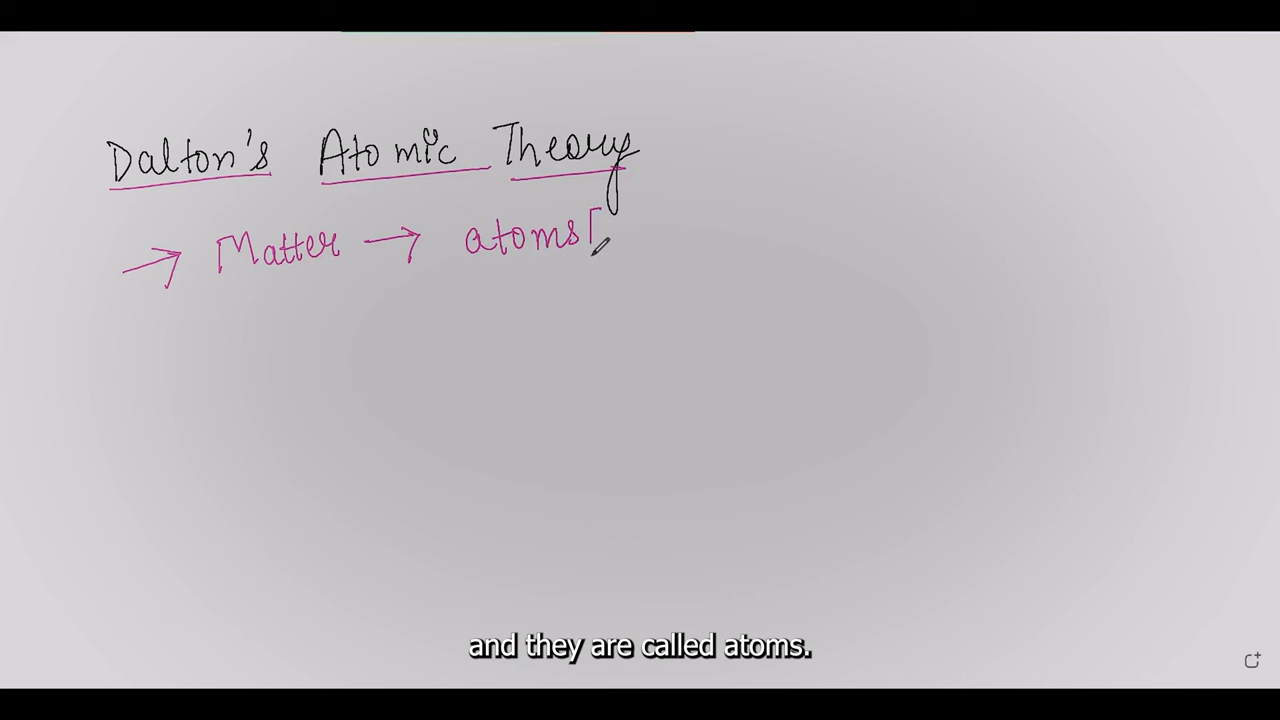 Dalton's Atomic Theory
→ Matter → atoms [
and they are called atoms.